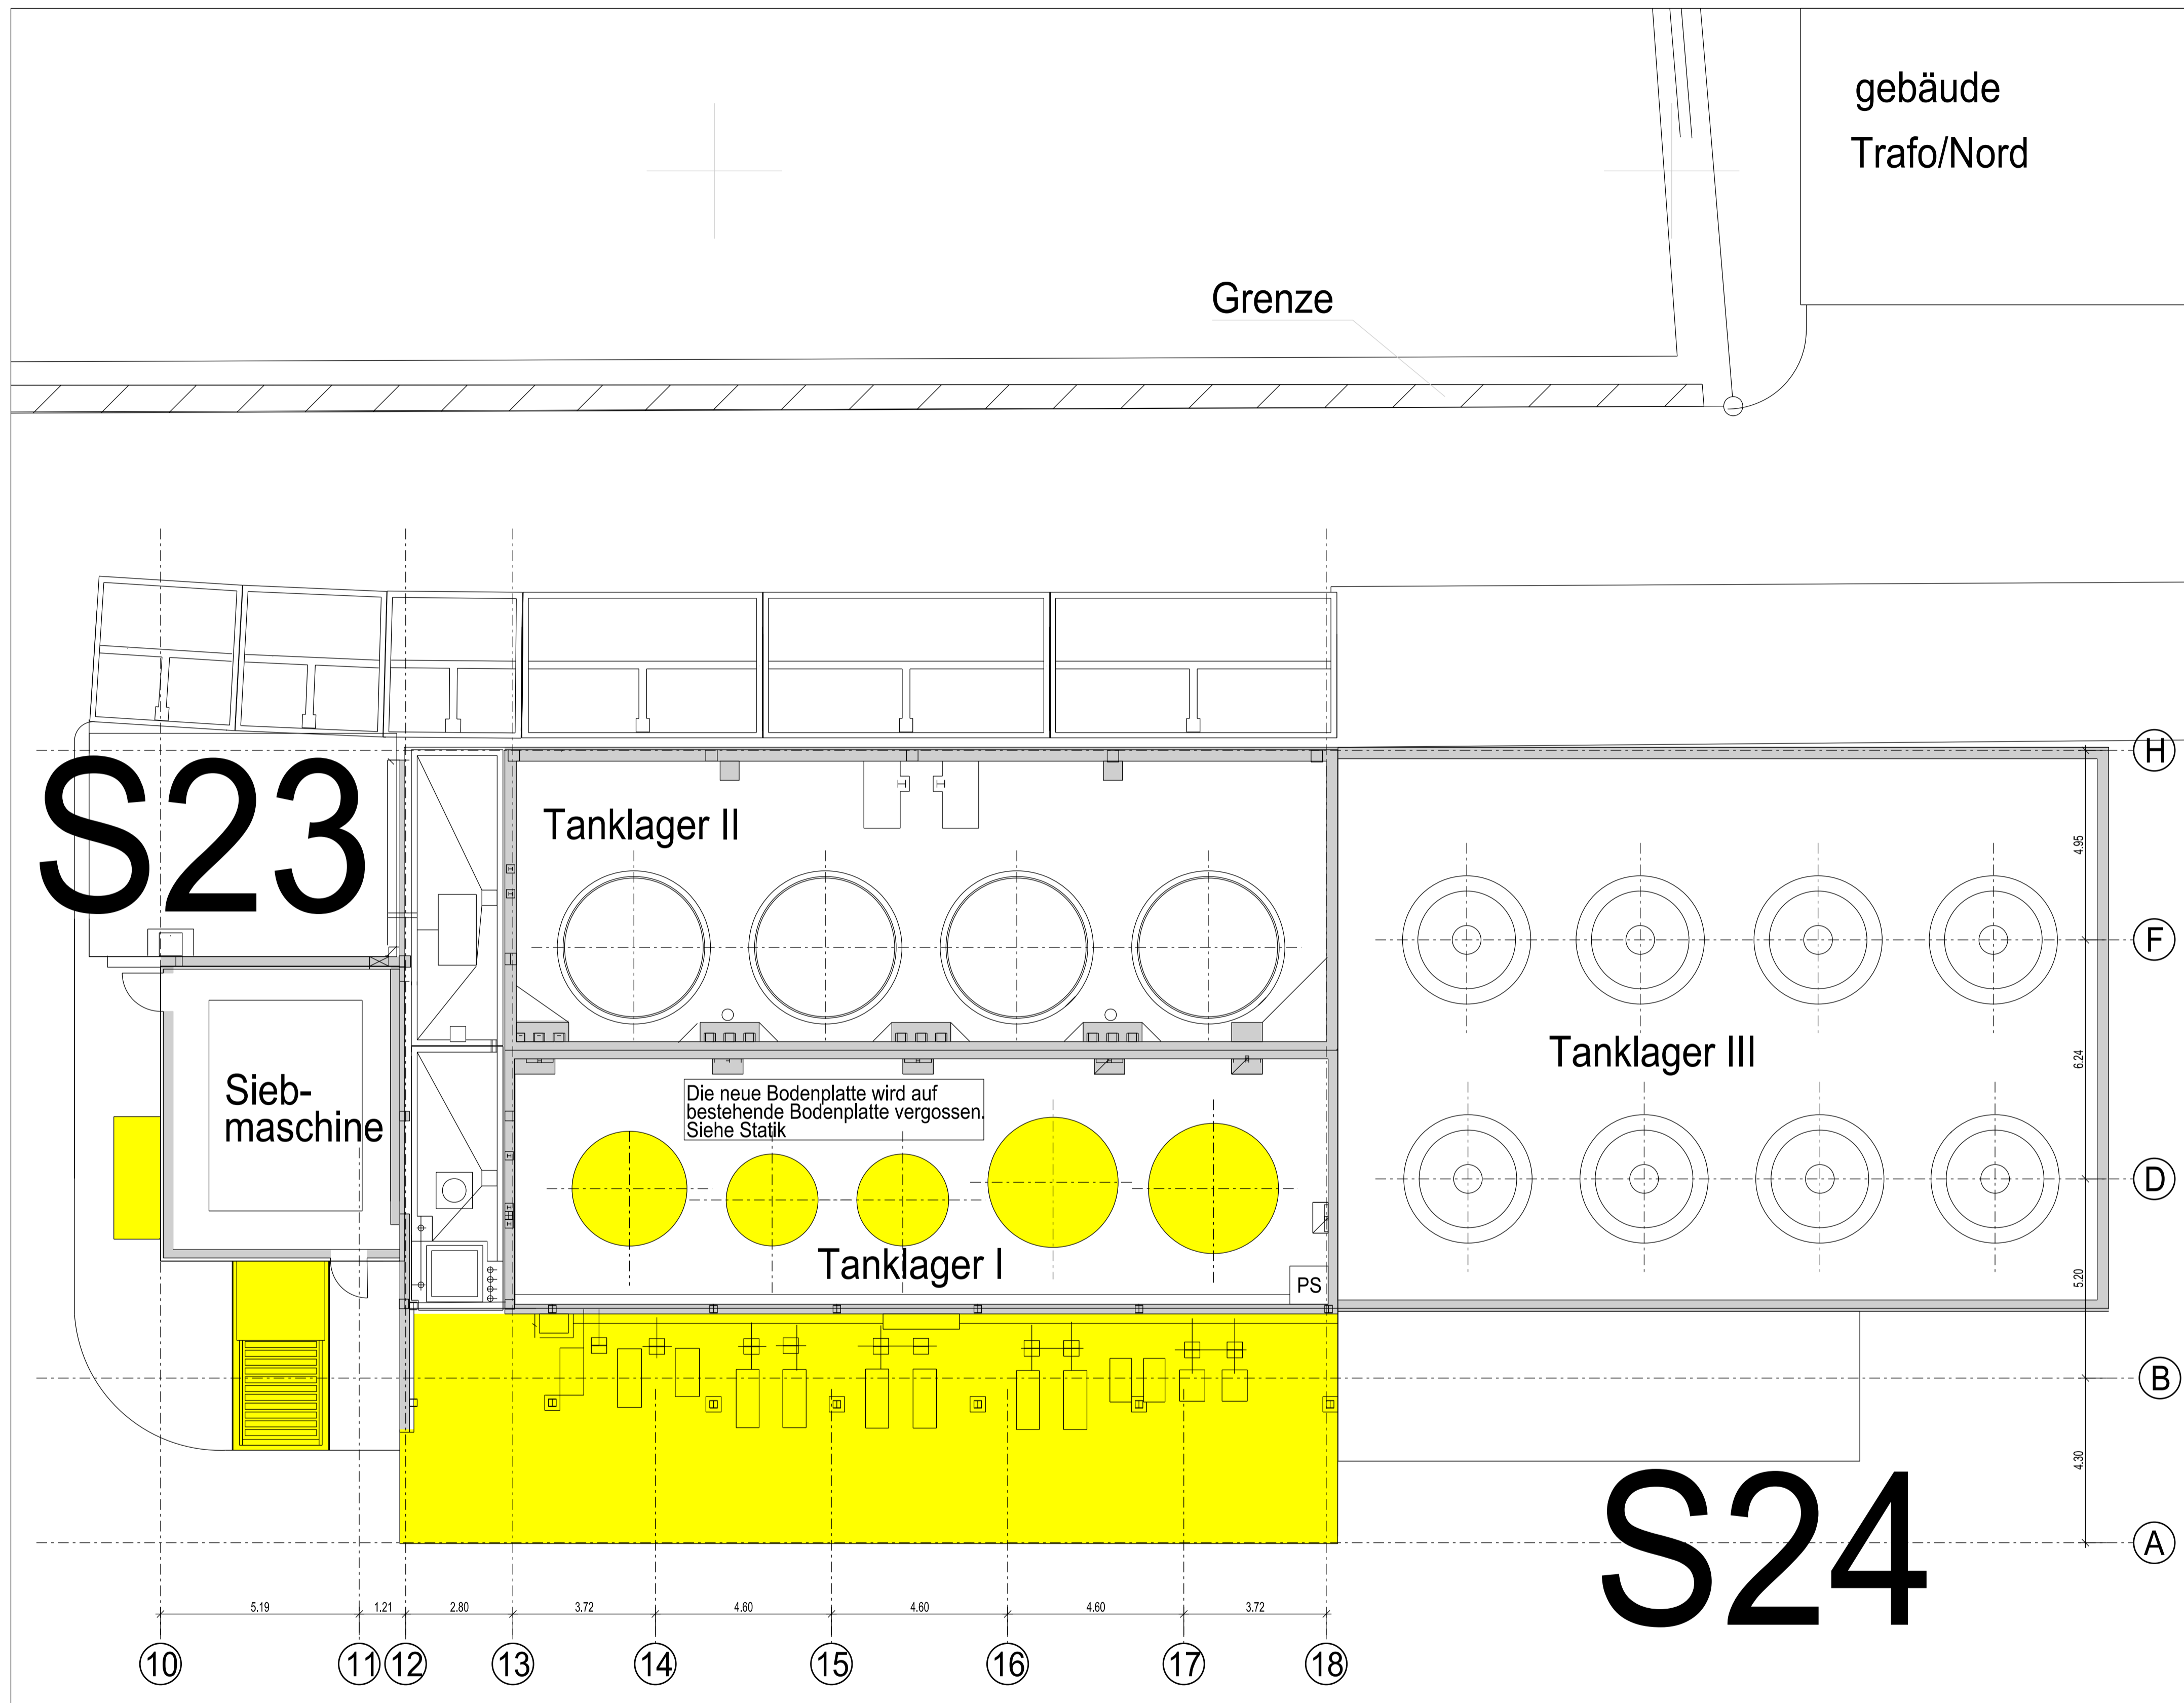 gebäude
Trafo/Nord
Grenze
H
S23
Tanklager II
4.95
F
Tanklager III
6.24
Sieb-
maschine
Die neue Bodenplatte wird auf
bestehende Bodenplatte vergossen.
Siehe Statik
D
Tanklager I
PS
5.20
B
4.30
S24
A
5.19
1.21
2.80
3.72
4.60
4.60
4.60
3.72
10
11
12
13
14
15
16
17
18